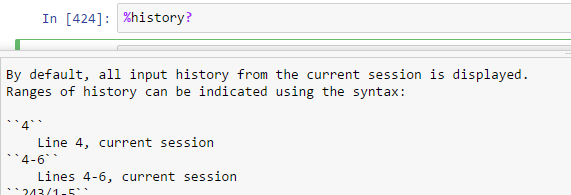 In [424]: %history?
By default, all input history from the current session is displayed.
Ranges of history can be indicated using the syntax:
``4``
Line 4, current session
``4-6``
Lines 4-6, current session
``243/1-5``